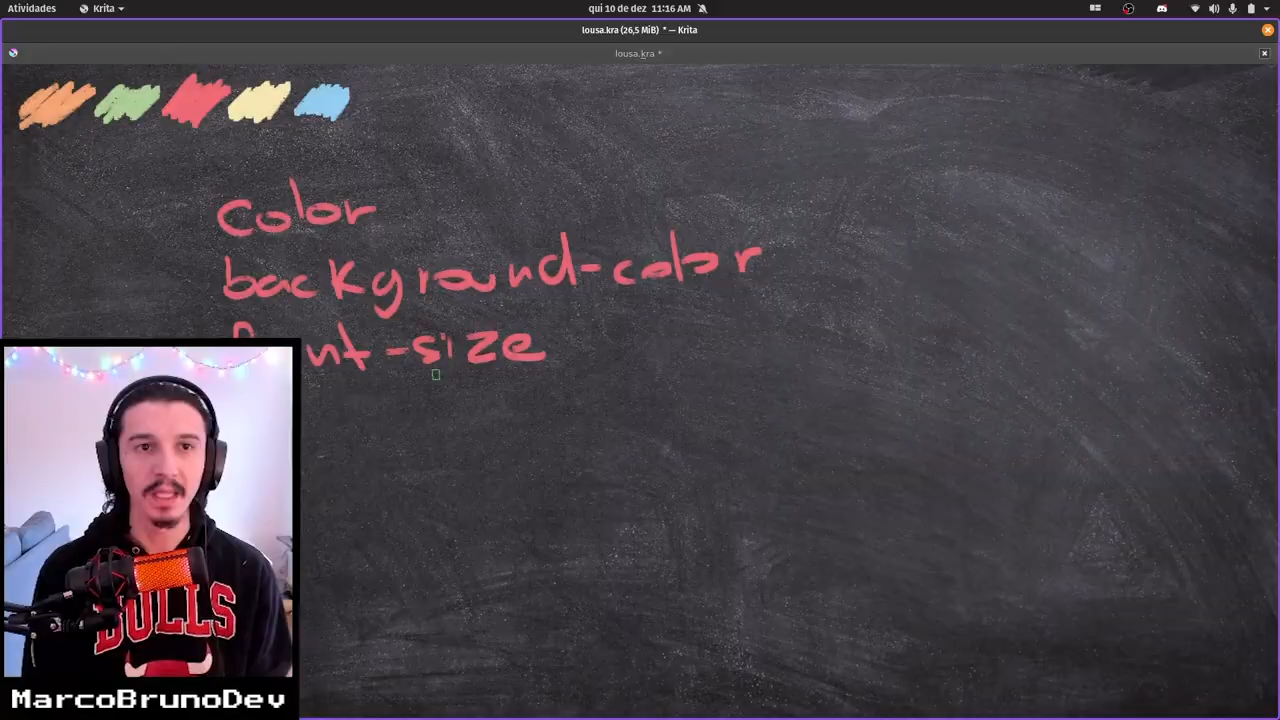 Atividades Krita qui 10 de dez 11:16 AM
lousa.kra (26,5 MiB) * — Krita
lousa.kra *
Color
background-color
font-size
BULLS
MarcoBrunoDev